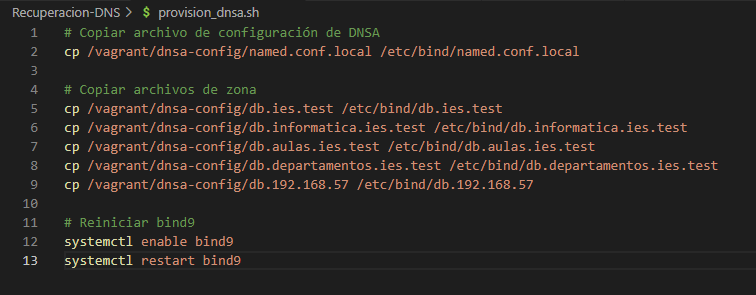 Recuperacion-DNS > $ provision_dnsa.sh
1 # Copiar archivo de configuración de DNSA
2 cp /vagrant/dnsa-config/named.conf.local /etc/bind/named.conf.local
3
4 # Copiar archivos de zona
5 cp /vagrant/dnsa-config/db.ies.test /etc/bind/db.ies.test
6 cp /vagrant/dnsa-config/db.informatica.ies.test /etc/bind/db.informatica.ies.test
7 cp /vagrant/dnsa-config/db.aulas.ies.test /etc/bind/db.aulas.ies.test
8 cp /vagrant/dnsa-config/db.departamentos.ies.test /etc/bind/db.departamentos.ies.test
9 cp /vagrant/dnsa-config/db.192.168.57 /etc/bind/db.192.168.57
10
11 # Reiniciar bind9
12 systemctl enable bind9
13 systemctl restart bind9